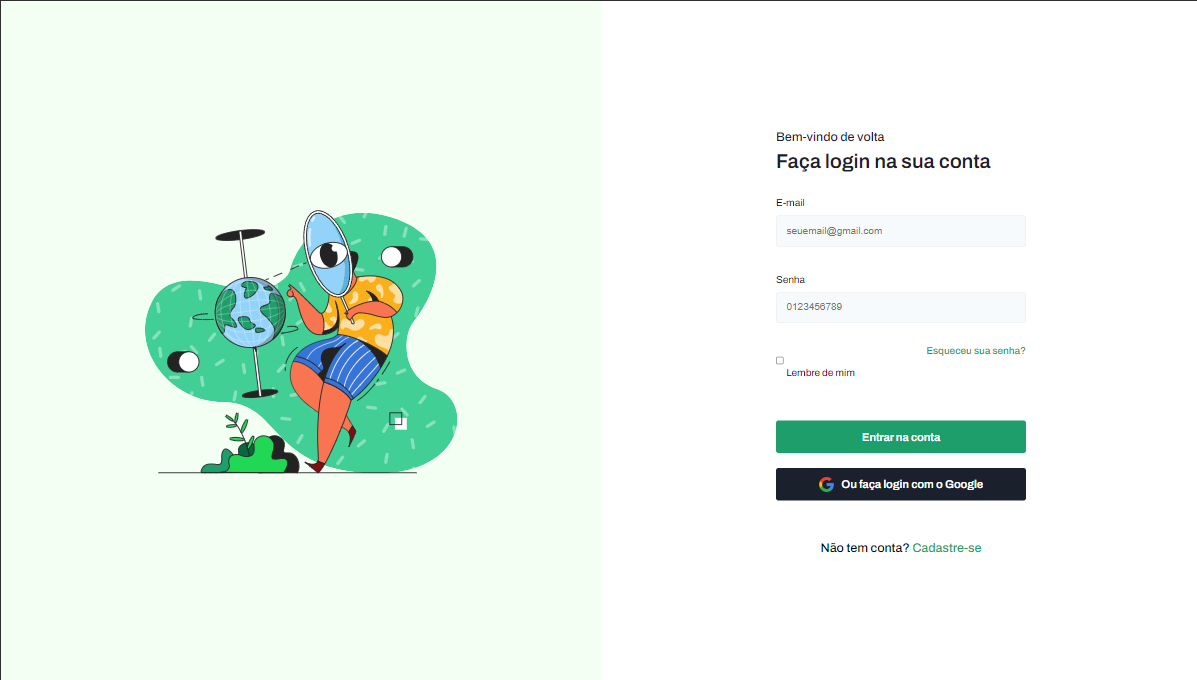 Bem-vindo de volta
Faça login na sua conta
E-mail
seuemail@gmail.com
Senha
0123456789
Esqueceu sua senha?
Lembre de mim
Entrar na conta
Ou faça login com o Google
Não tem conta? Cadastre-se